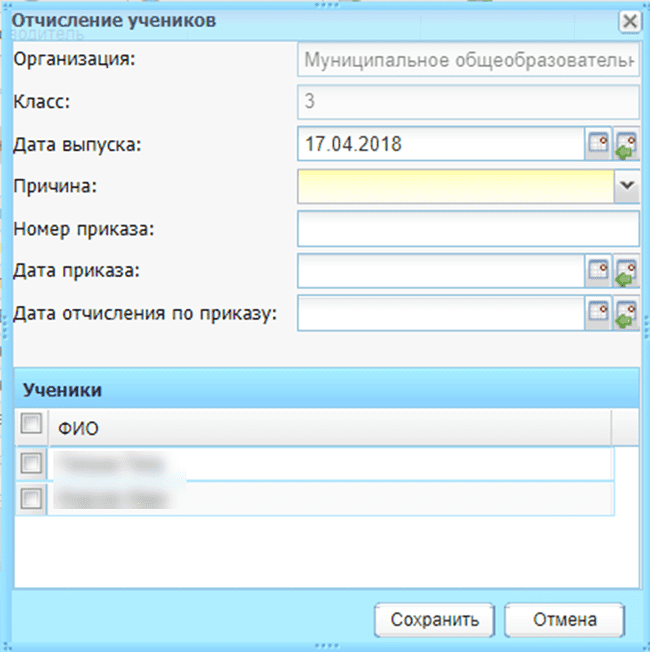 Отчисление учеников
Организация: Муниципальное общеобразовательн
Класс: 3
Дата выпуска: 17.04.2018
Причина:
Номер приказа:
Дата приказа:
Дата отчисления по приказу:
Ученики
ФИО
Сохранить Отмена